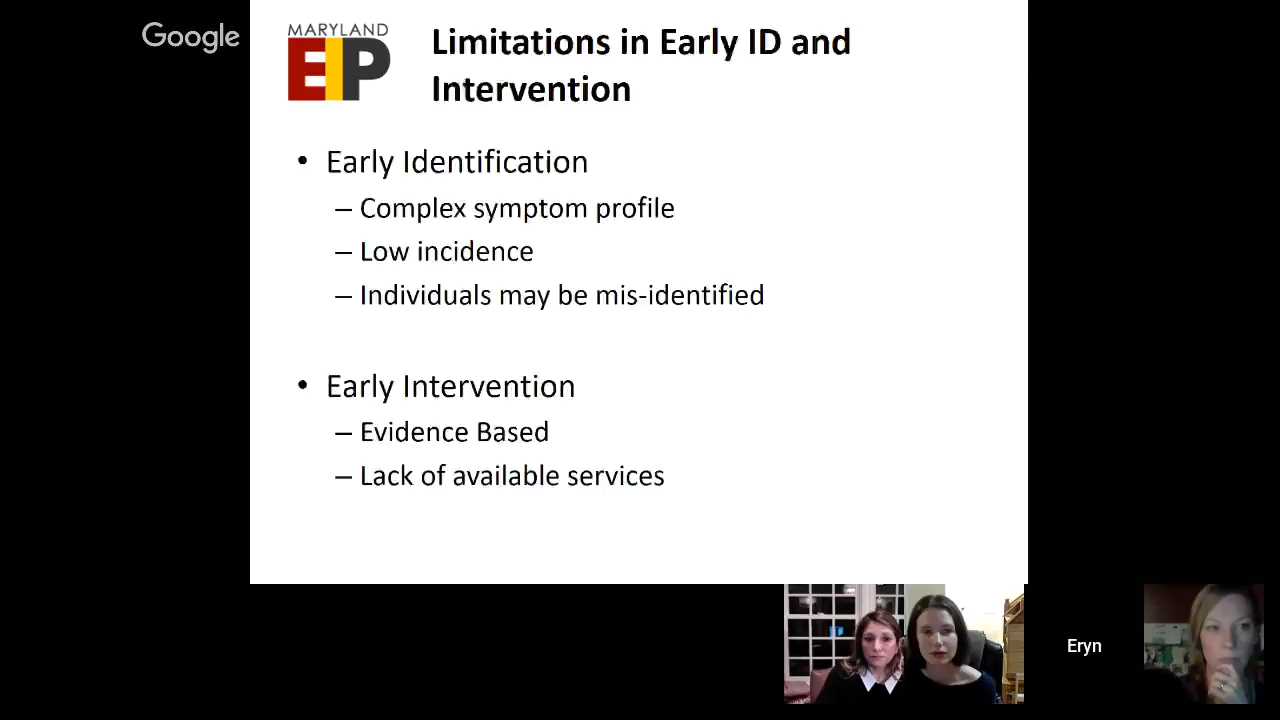 Google
MARYLAND
EIP
Limitations in Early ID and
Intervention
• Early Identification
– Complex symptom profile
– Low incidence
– Individuals may be mis-identified
• Early Intervention
– Evidence Based
– Lack of available services
Eryn